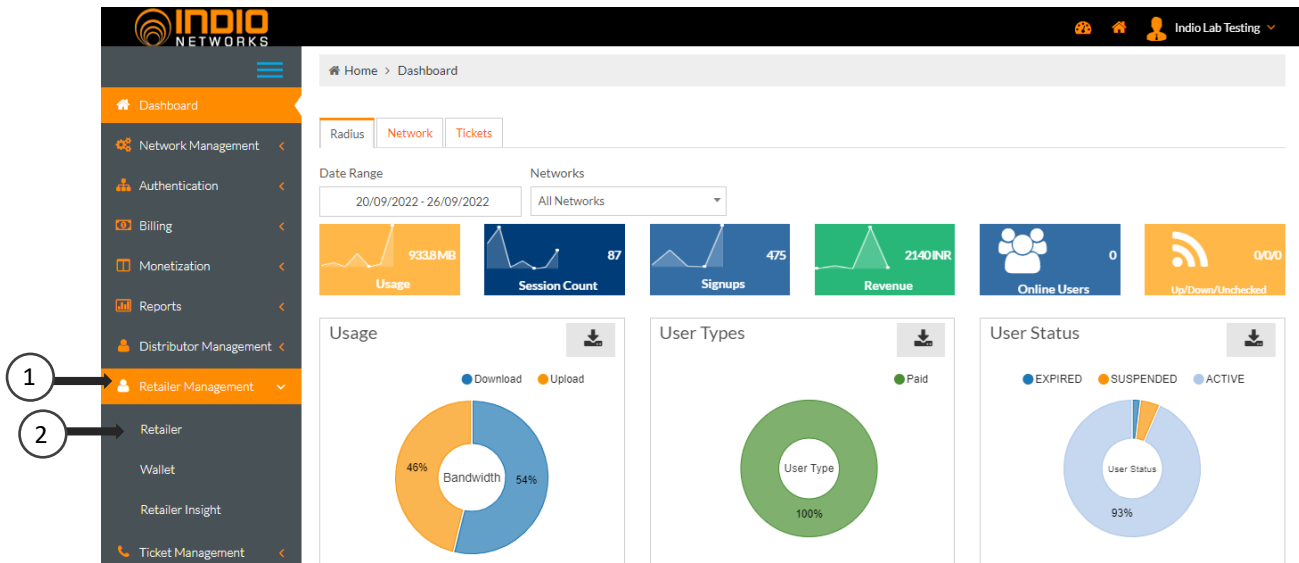 INDIO
NETWORKS
Indio Lab Testing
Home > Dashboard
Dashboard
Network Management
Authentication
Billing
Monetization
Reports
Distributor Management
1
Retailer Management
2
Retailer
Wallet
Retailer Insight
Ticket Management
Radius Network Tickets
Date Range Networks
20/09/2022 - 26/09/2022 All Networks
933.8 MB
Usage
87
Session Count
475
Signups
2140 INR
Revenue
0
Online Users
0/0/0
Up/Down/Unchecked
Usage
Download Upload
46% Bandwidth 54%
User Types
Paid
User Type
100%
User Status
EXPIRED SUSPENDED ACTIVE
User Status
93%